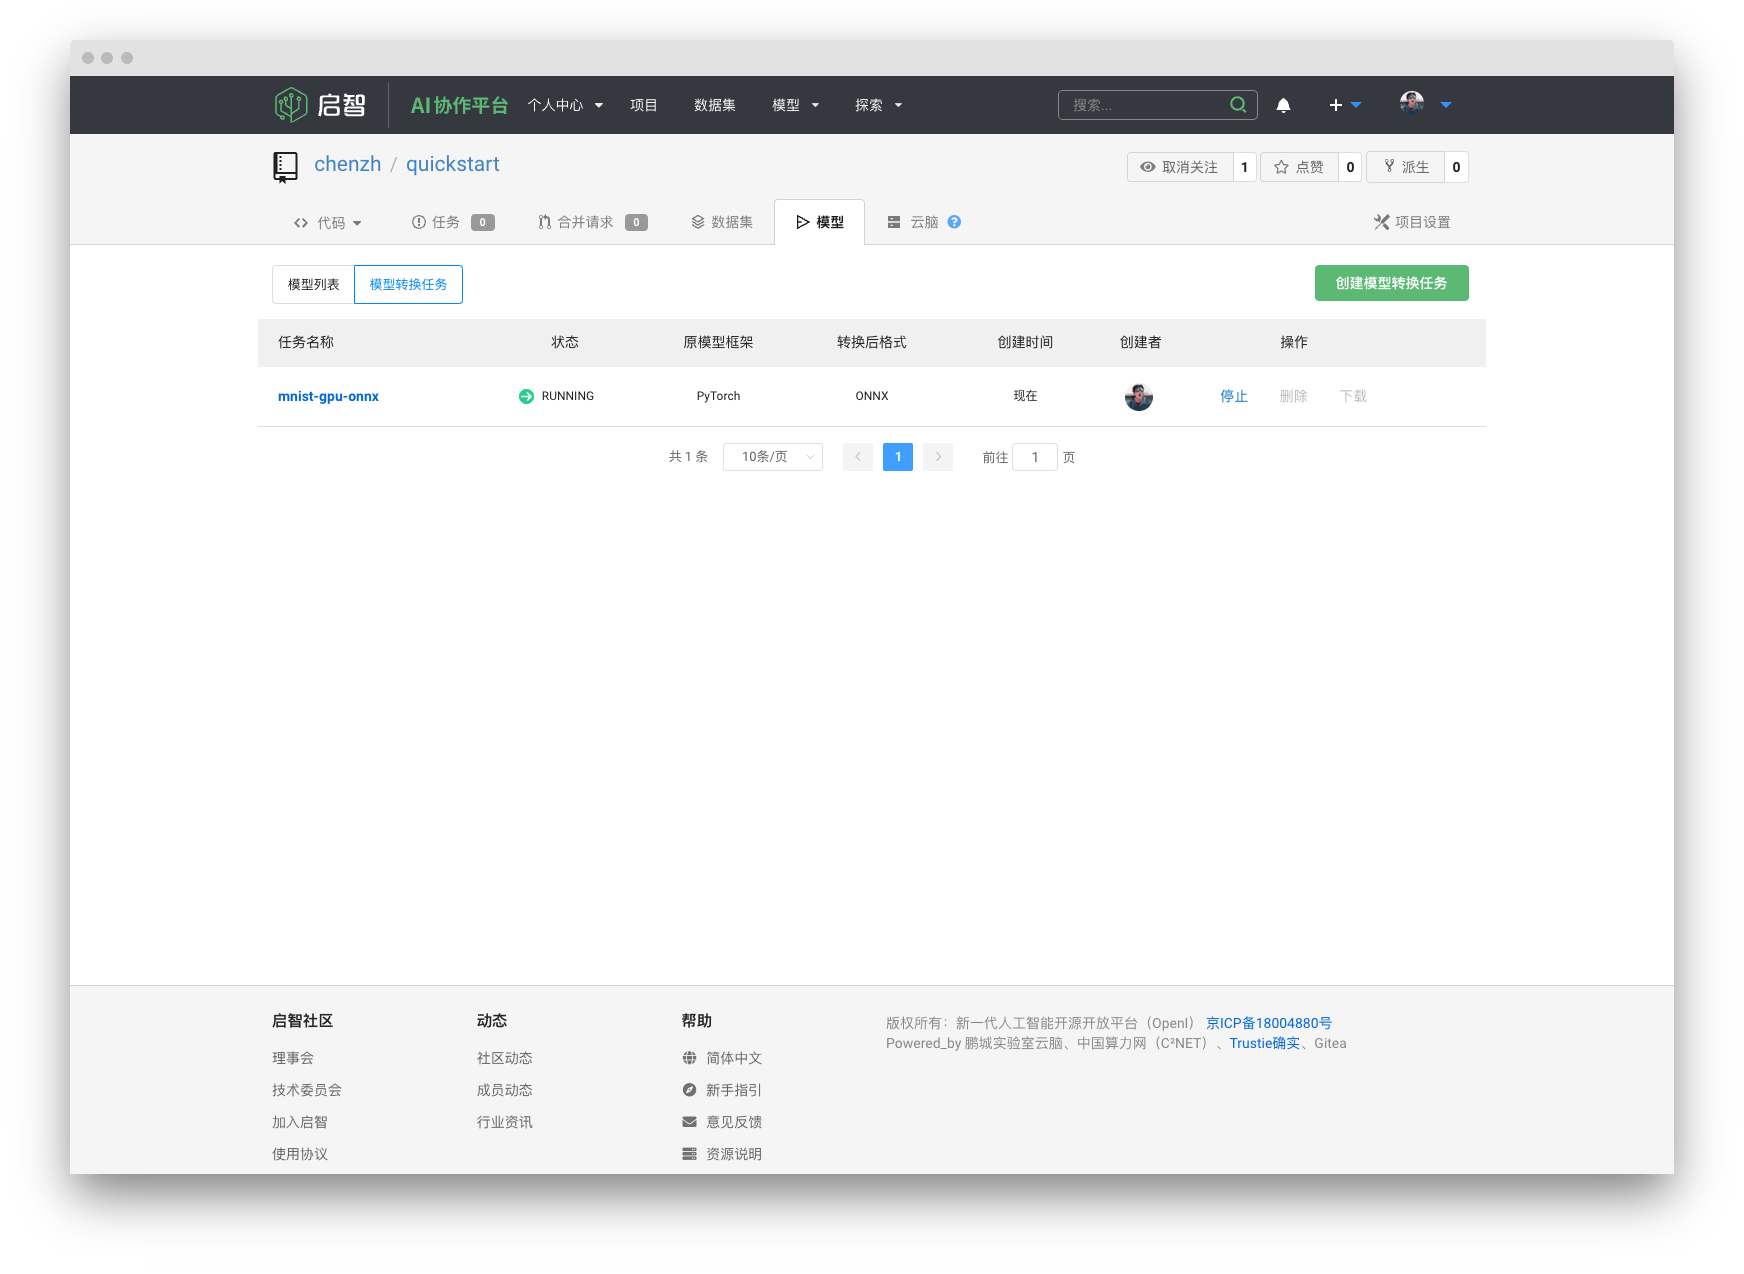 启智 AI协作平台 个人中心 项目 数据集 模型 探索 搜索...
chenzh / quickstart 取消关注 1 点赞 0 派生 0
代码 任务 0 合并请求 0 数据集 模型 云脑 ? 项目设置
模型列表 模型转换任务 创建模型转换任务
任务名称 状态 原模型框架 转换后格式 创建时间 创建者 操作
mnist-gpu-onnx RUNNING PyTorch ONNX 现在 停止 删除 下载
共 1 条 10条/页 1 前往 1 页
启智社区 动态 帮助
版权所有：新一代人工智能开源开放平台（OpenI） 京ICP备18004880号
Powered_by 鹏城实验室云脑、中国算力网（C²NET）、Trustie确实、Gitea
理事会 社区动态 简体中文
技术委员会 成员动态 新手指引
加入启智 行业资讯 意见反馈
使用协议 资源说明